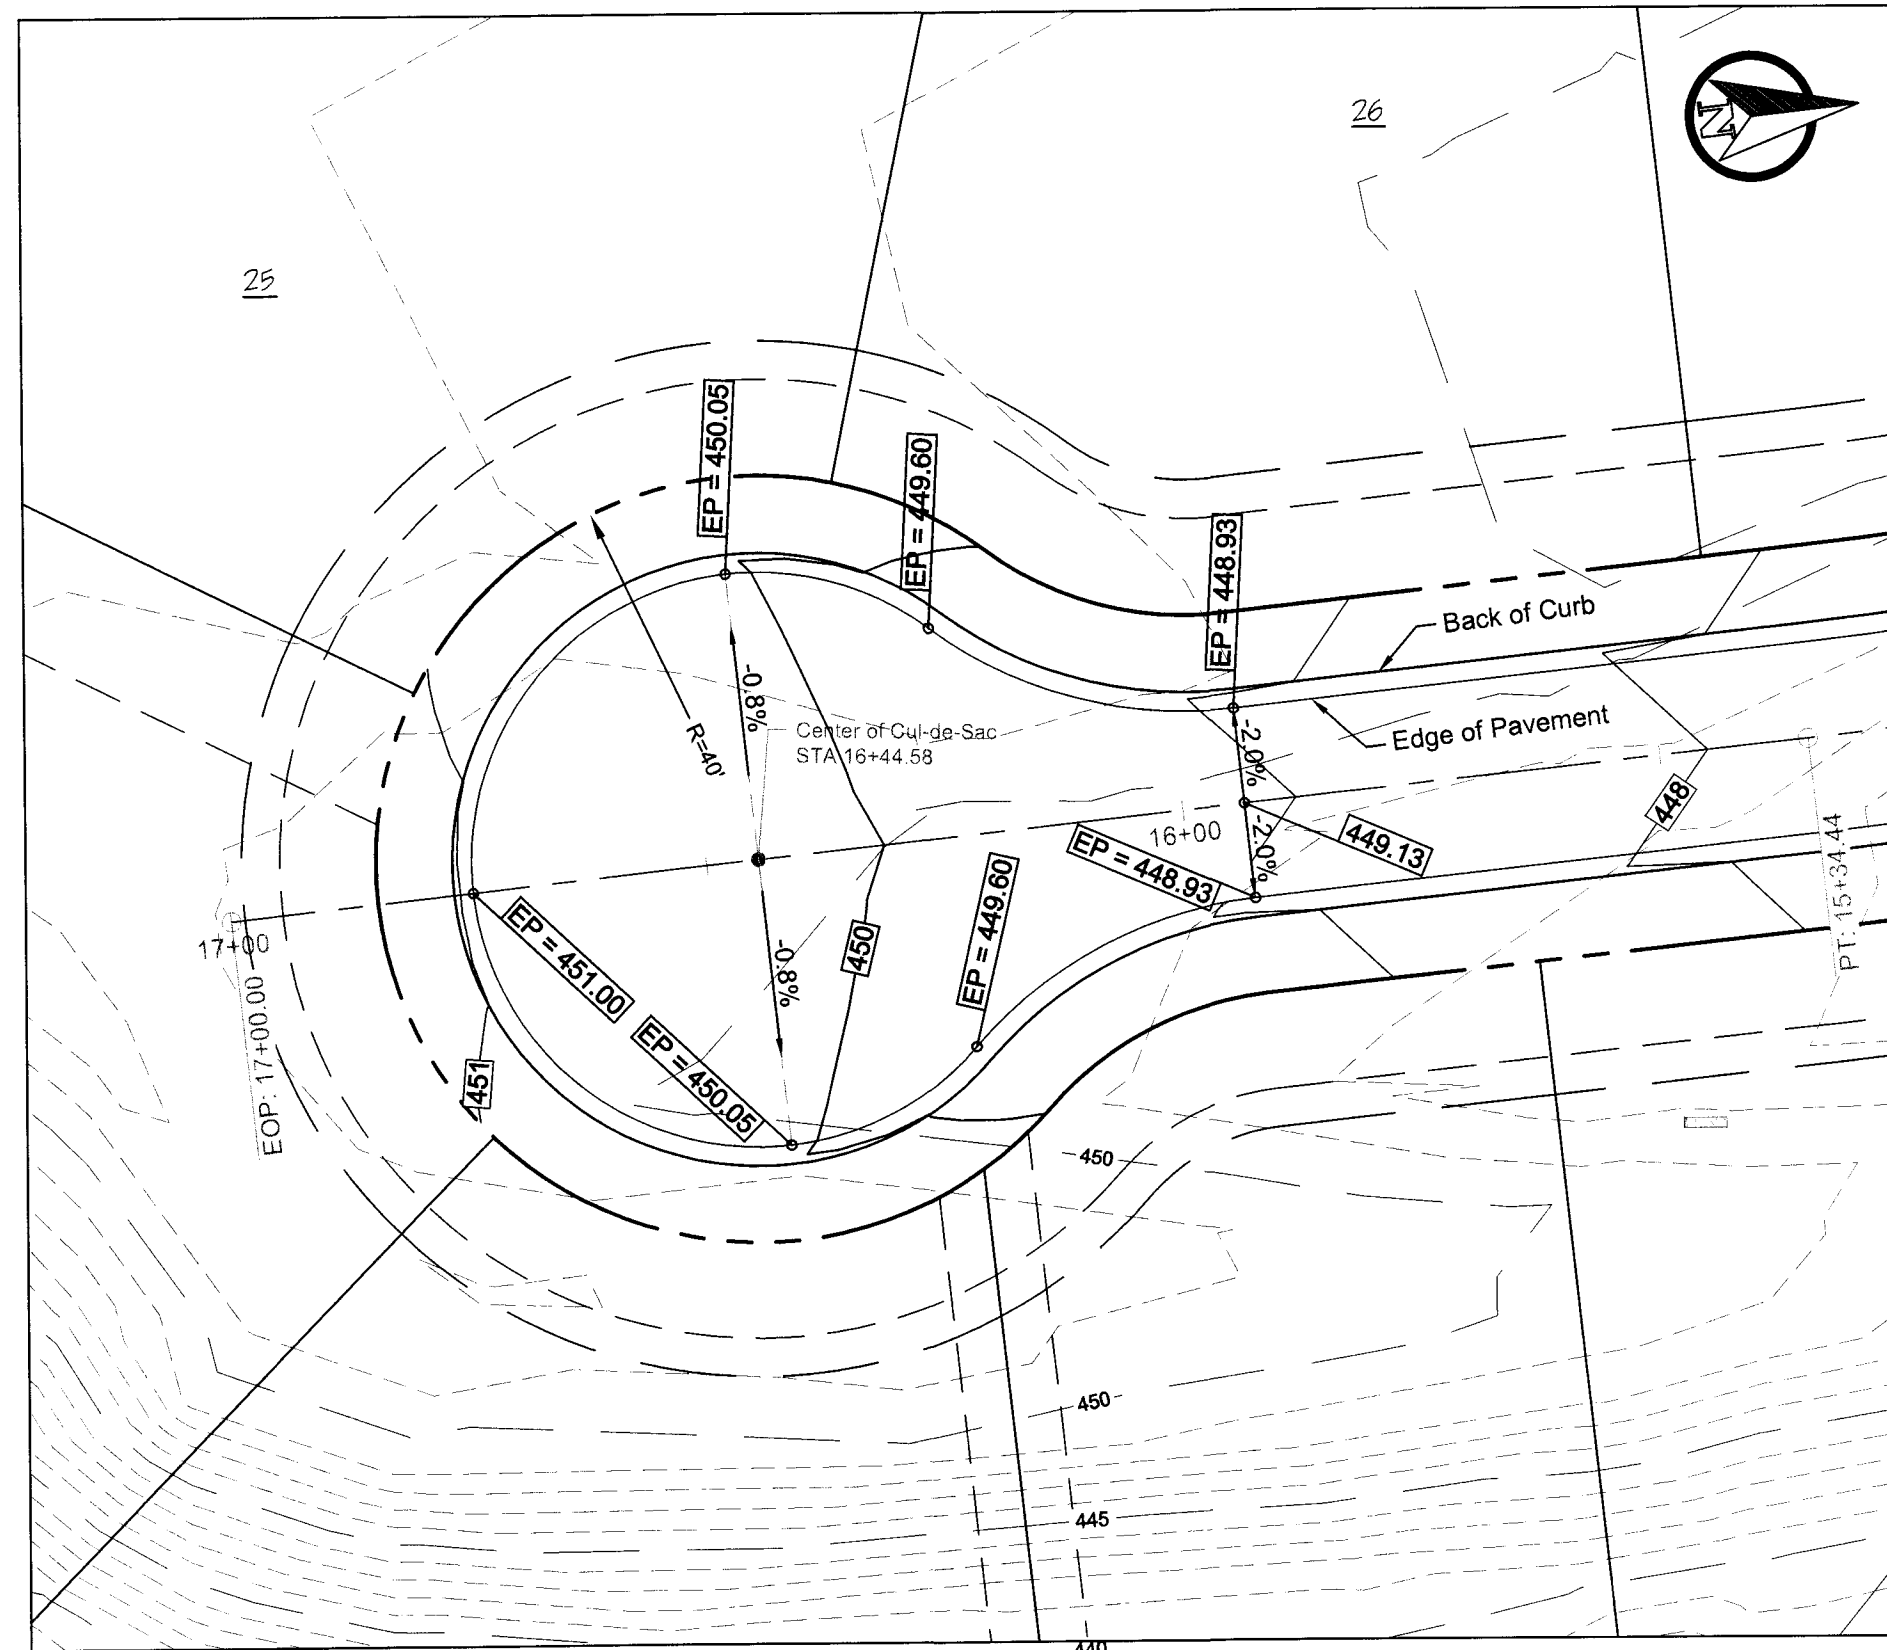 26
N
25
EP = 450.05
EP = 449.60
EP = 448.93
Back of Curb
-0.8%
R=40'
Center of Cul-de-Sac
STA 16+44.58
Edge of Pavement
-2.0%
448
16+00
449.13
EP = 448.93
-2.0%
PT: 15+34.44
EP = 449.60
450
17+00
EP = 451.00
-0.8%
EOP: 17+00.00
EP = 450.05
451
450
450
445
440